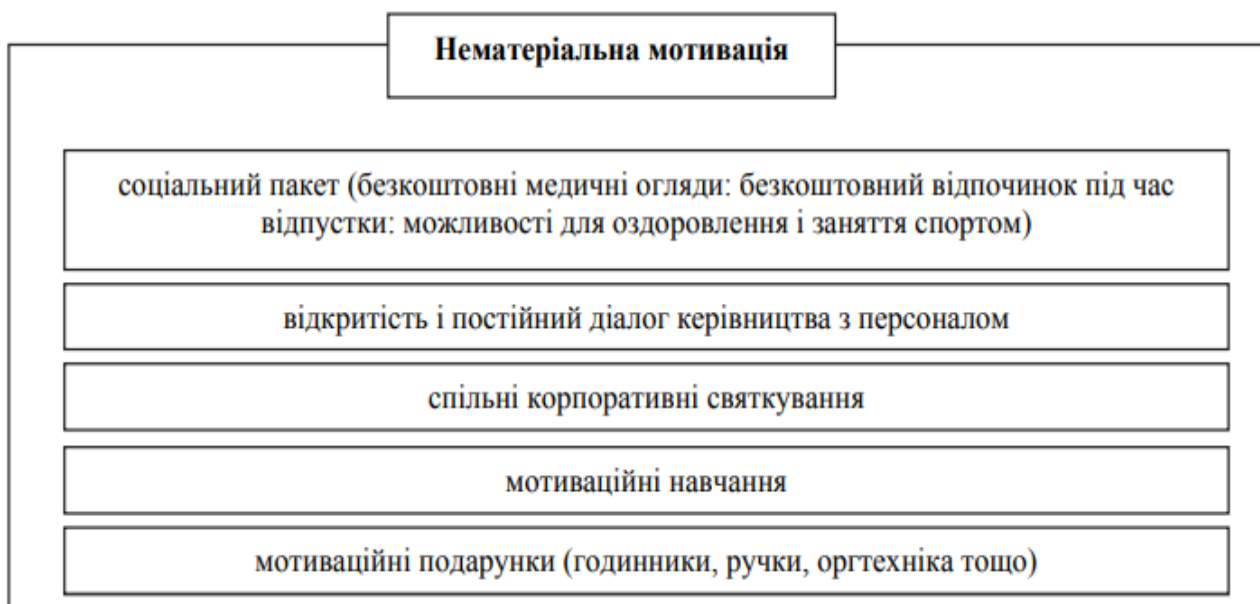 Нематеріальна мотивація
соціальний пакет (безкоштовні медичні огляди: безкоштовний відпочинок під час
відпустки: можливості для оздоровлення і заняття спортом)
відкритість і постійний діалог керівництва з персоналом
спільні корпоративні святкування
мотиваційні навчання
мотиваційні подарунки (годинники, ручки, оргтехніка тощо)